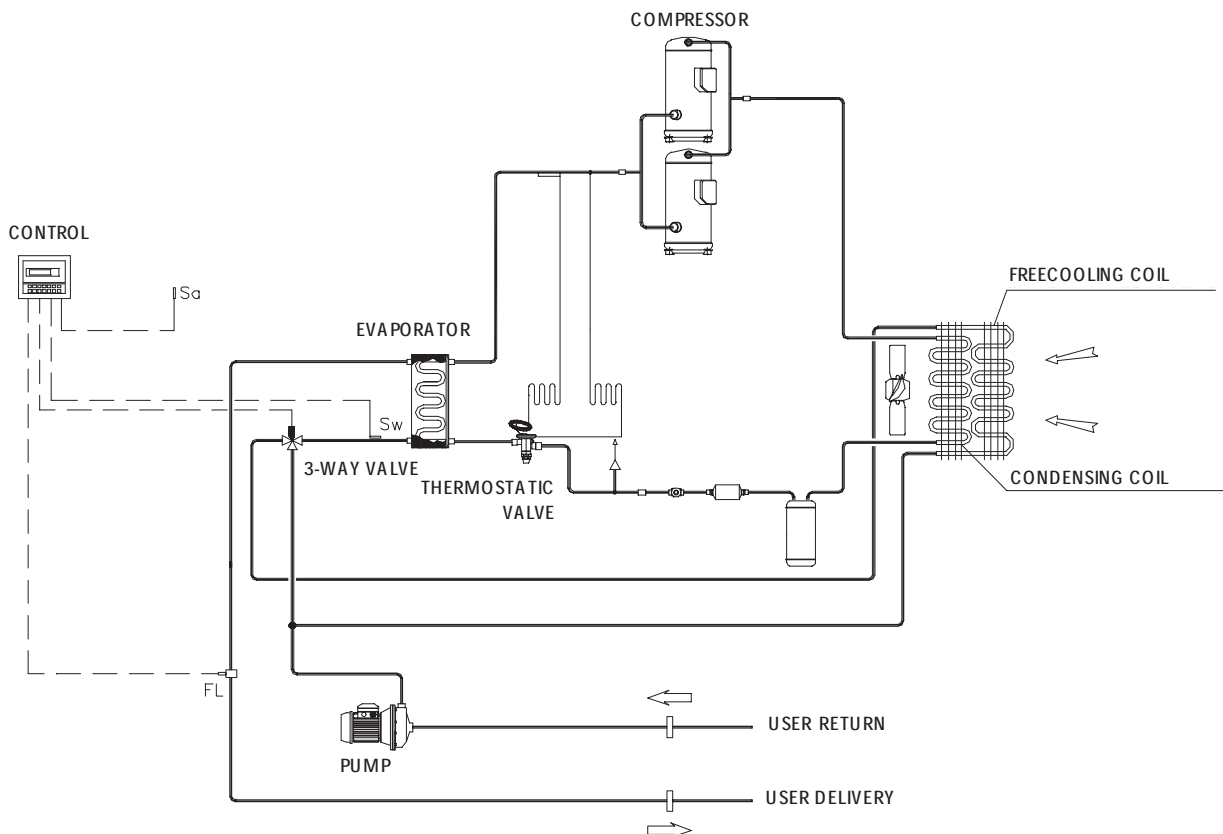 COMPRESSOR
CONTROL
Sa
FREECOOLING COIL
EVAPORATOR
Sw
3-WAY VALVE
THERMOSTATIC
VALVE
CONDENSING COIL
FL
USER RETURN
PUMP
USER DELIVERY